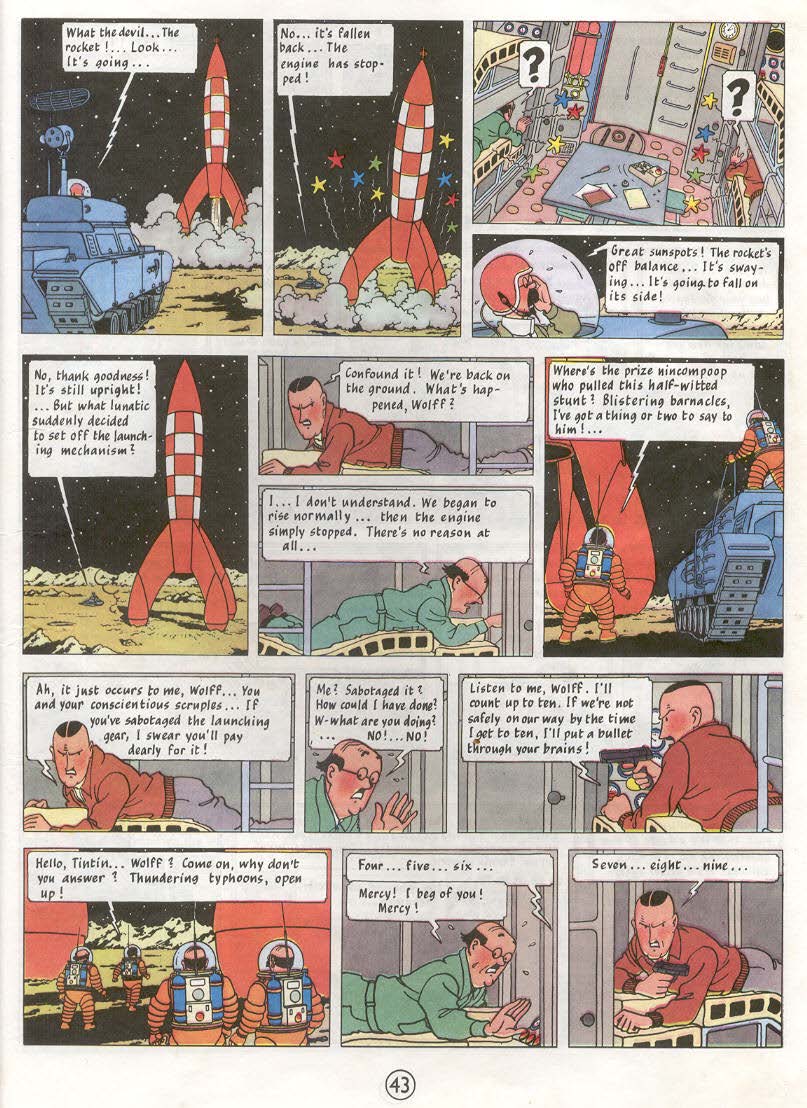 What the devil...The
rocket !... Look...
It's going...
No... it's fallen
back... The
engine has stop-
ped!
?
?
Great sunspots! The rocket's
off balance... It's sway-
ing... It's going to fall on
its side!
No, thank goodness!
It's still upright!
... But what lunatic
suddenly decided
to set off the launch-
ing mechanism?
Confound it! We're back on
the ground. What's hap-
pened, Wolff?
I... I don't understand. We began to
rise normally... then the engine
simply stopped. There's no reason at
all...
Where's the prize nincompoop
who pulled this half-witted
stunt? Blistering barnacles,
I've got a thing or two to say to
him!...
Ah, it just occurs to me, Wolff... You
and your conscientious scruples... If
you've sabotaged the launching
gear, I swear you'll pay
dearly for it!
Me? Sabotaged it?
How could I have done?
W-what are you doing?
... NO!...NO!
Listen to me, Wolff. I'll
count up to ten. If we're not
safely on our way by the time
I get to ten, I'll put a bullet
through your brains!
Hello, Tintin... Wolff? Come on, why don't
you answer? Thundering typhoons, open
up!
Four... five... six...
Mercy! I beg of you!
Mercy!
Seven... eight... nine...
43